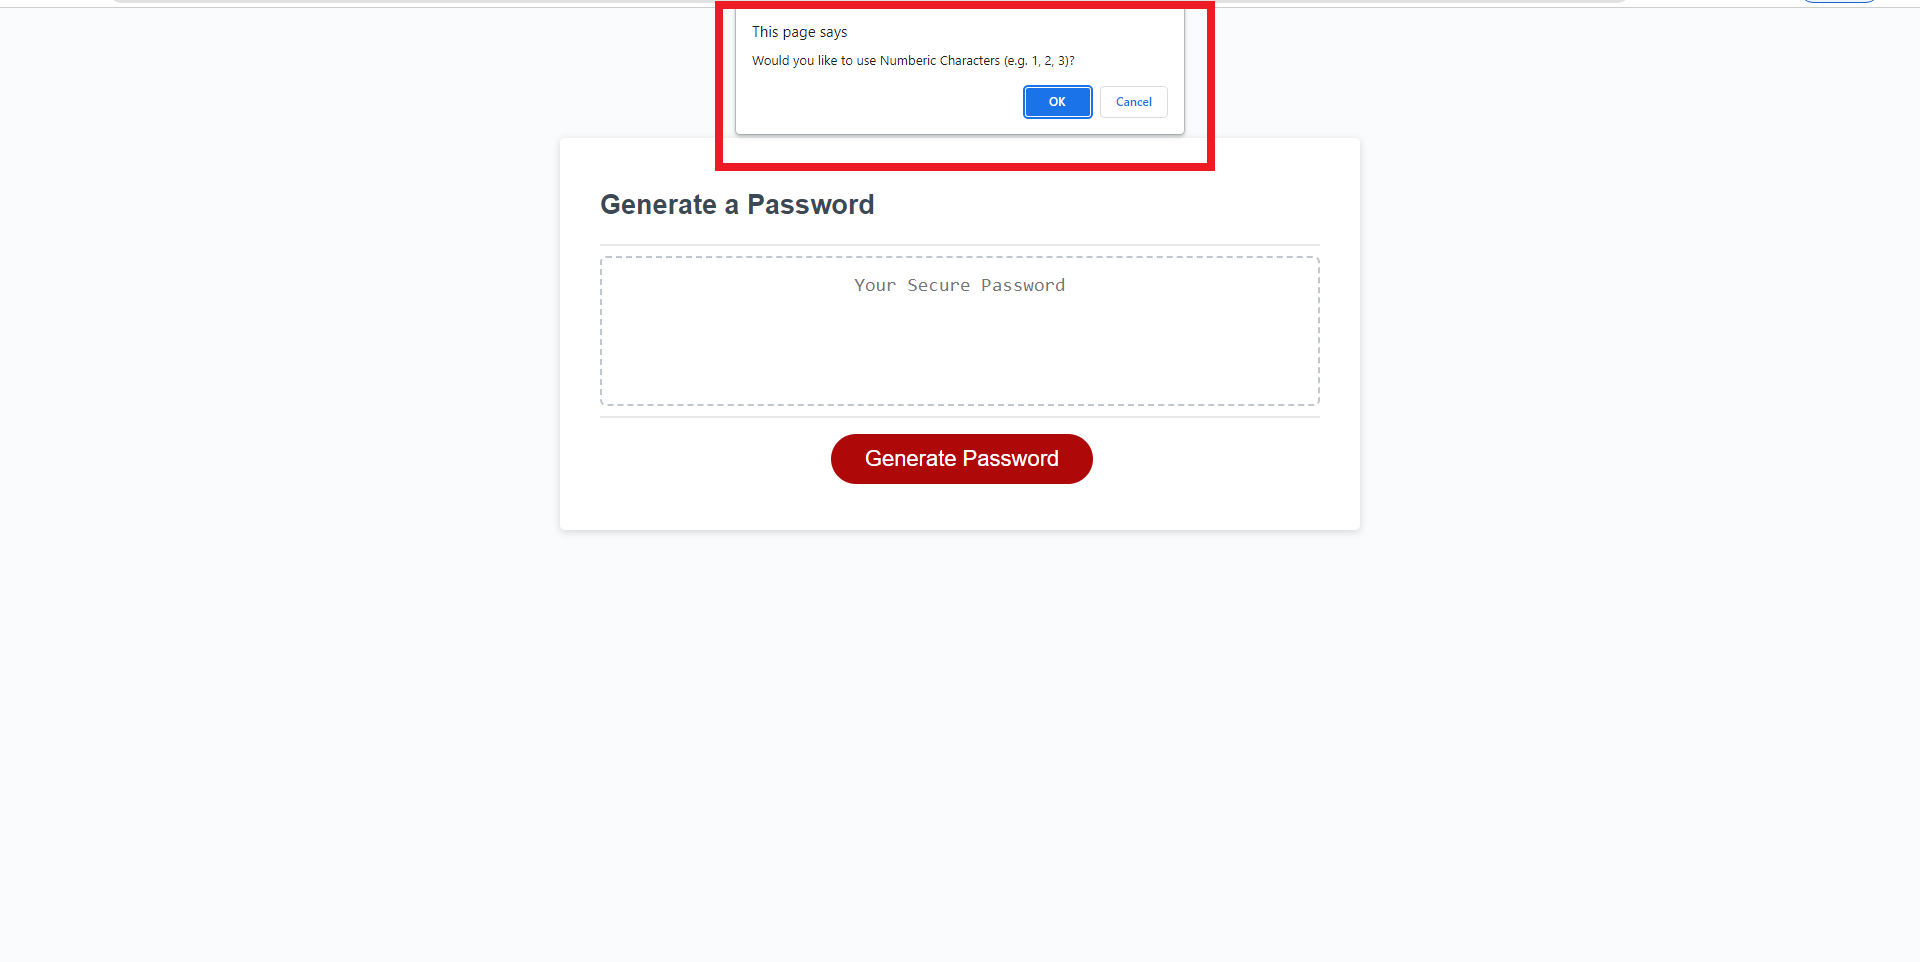 This page says
Would you like to use Numberic Characters (e.g. 1, 2, 3)?
OK Cancel
Generate a Password
Your Secure Password
Generate Password